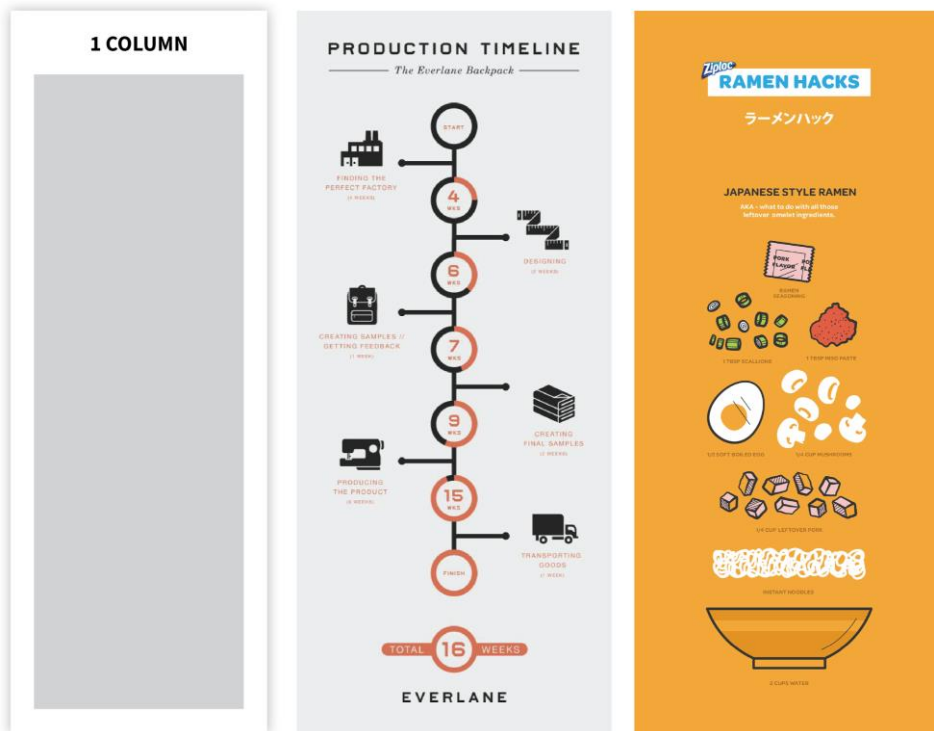 1 COLUMN
PRODUCTION TIMELINE
The Everlane Backpack
START
FINDING THE
PERFECT FACTORY
(4 WEEKS)
4
WKS
DESIGNING
(2 WEEKS)
6
WKS
CREATING SAMPLES //
GETTING FEEDBACK
(1 WEEK)
7
WKS
CREATING
FINAL SAMPLES
(2 WEEKS)
9
WKS
PRODUCING
THE PRODUCT
(6 WEEKS)
15
WKS
TRANSPORTING
GOODS
(1 WEEK)
FINISH
TOTAL 16 WEEKS
EVERLANE
Ziploc
RAMEN HACKS
ラーメンハック
JAPANESE STYLE RAMEN
AKA – what to do with all those
leftover omelet ingredients.
PORK
FLAVOR
RAMEN
SEASONING
1 TBSP SCALLIONS
1 TBSP MISO PASTE
1/2 SOFT BOILED EGG
1/4 CUP MUSHROOMS
1/4 CUP LEFTOVER PORK
INSTANT NOODLES
2 CUPS WATER